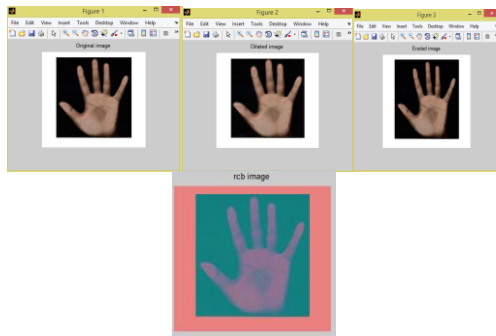 Figure 1
File Edit View Insert Tools Desktop Window Help
Original image
Figure 2
File Edit View Insert Tools Desktop Window Help
Dilated image
Figure 3
File Edit View Insert Tools Desktop Window Help
Eroded image
rcb image